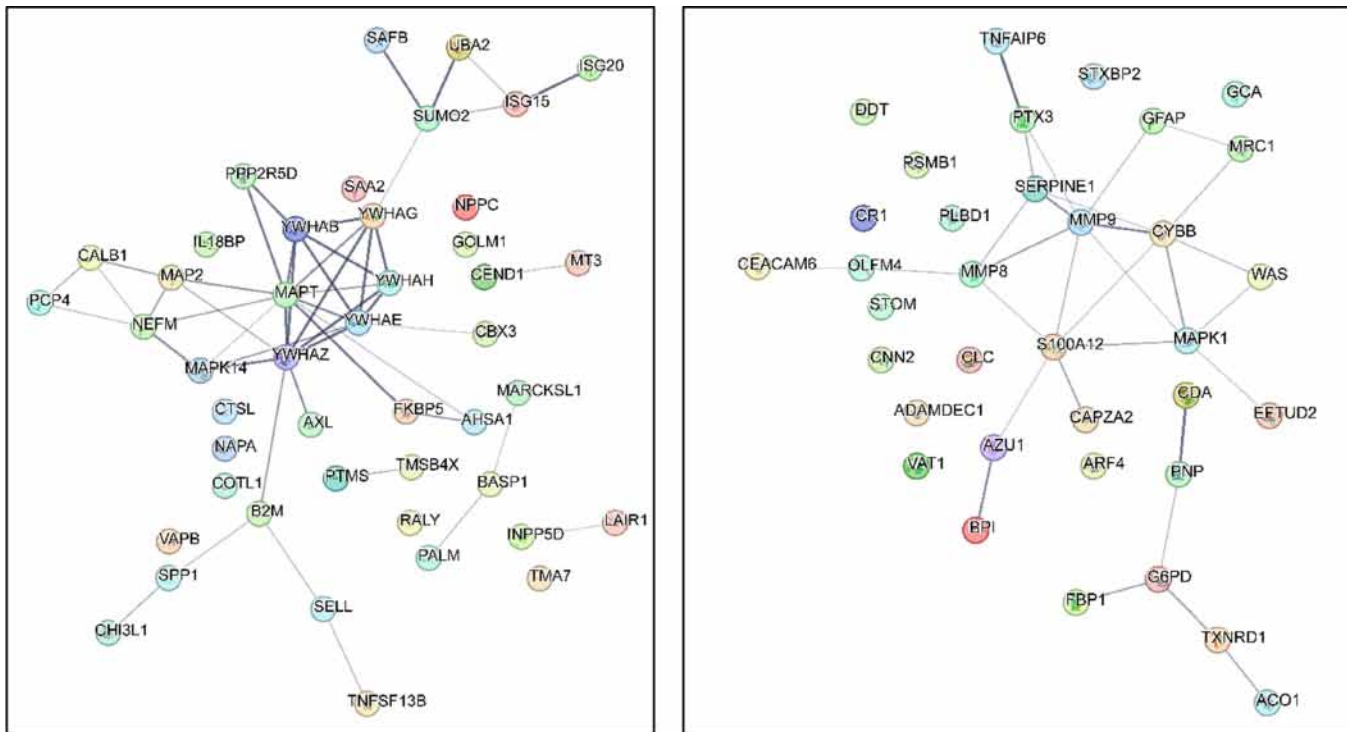 SAFB
UBA2
ISG20
ISG15
SUMO2
PPP2R5D
SAA2
YWHAG
NPPC
YWHAB
IL18BP
GOLM1
CALB1
MAP2
YWHAH
CEND1
MT3
PCP4
MAPT
NEFM
YWHAE
CBX3
YWHAZ
MAPK14
MARCKSL1
CTSL
AXL
FKBP5
AHSA1
NAPA
PTMS
TMSB4X
COTL1
BASP1
B2M
RALY
LAIR1
VAPB
INPP5D
PALM
SPP1
TMA7
SELL
CHI3L1
TNFSF13B
TNFAIP6
STXBP2
GCA
DDT
PTX3
GFAP
MRC1
PSMB1
SERPINE1
CR1
PLBD1
MMP9
CYBB
CEACAM6
OLFM4
MMP8
WAS
STOM
MAPK1
S100A12
CNN2
CLC
CDA
ADAMDEC1
CAPZA2
EFTUD2
AZU1
VAT1
ARF4
PNP
BPI
G6PD
FBP1
TXNRD1
ACO1